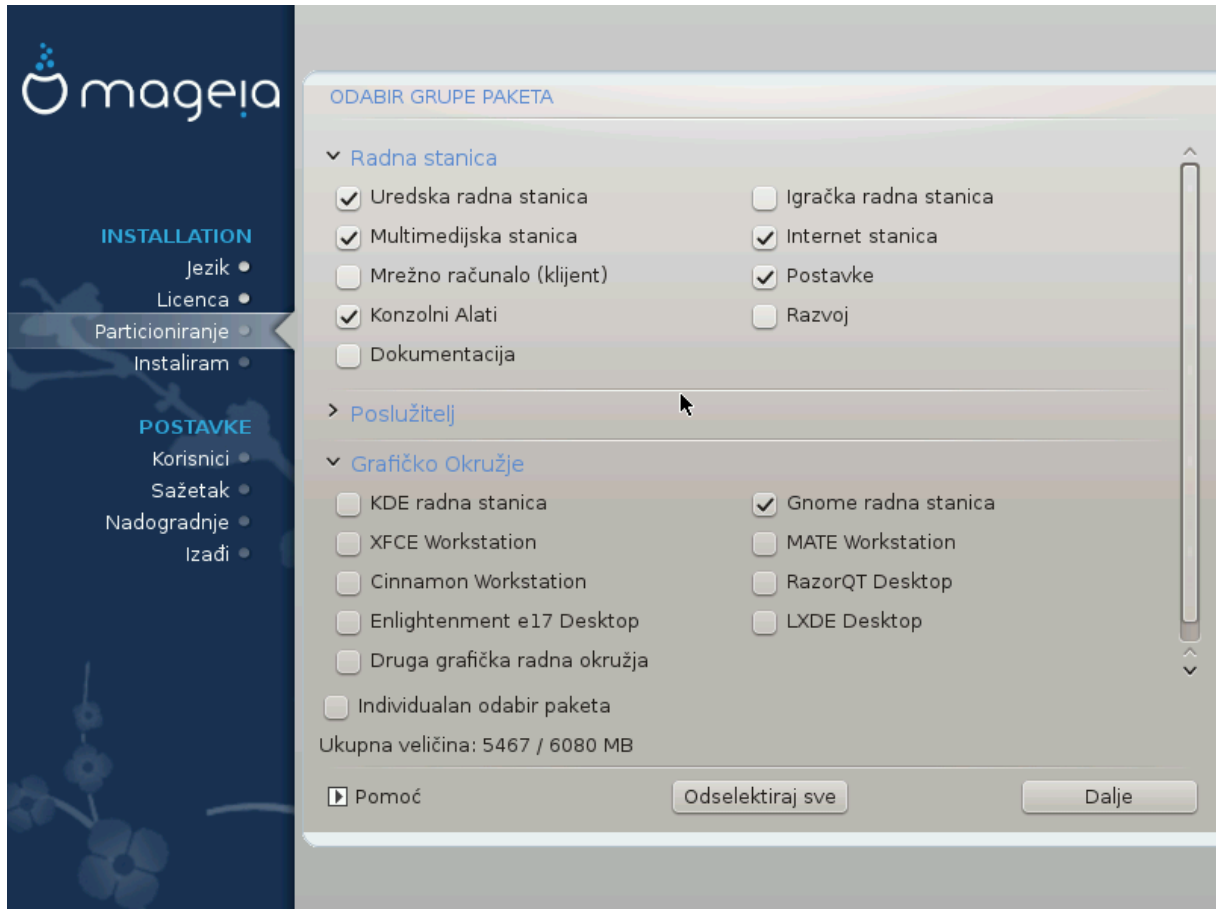 mageia
INSTALLATION
Jezik
Licenca
Particioniranje
Instaliram
POSTAVKE
Korisnici
Sažetak
Nadogradnje
Izađi
ODABIR GRUPE PAKETA
Radna stanica
Uredska radna stanica
Igračka radna stanica
Multimedijska stanica
Internet stanica
Mrežno računalo (klijent)
Postavke
Konzolni Alati
Razvoj
Dokumentacija
Poslužitelj
Grafičko Okružje
KDE radna stanica
Gnome radna stanica
XFCE Workstation
MATE Workstation
Cinnamon Workstation
RazorQT Desktop
Enlightenment e17 Desktop
LXDE Desktop
Druga grafička radna okružja
Individualan odabir paketa
Ukupna veličina: 5467 / 6080 MB
Pomoć
Odselektiraj sve
Dalje